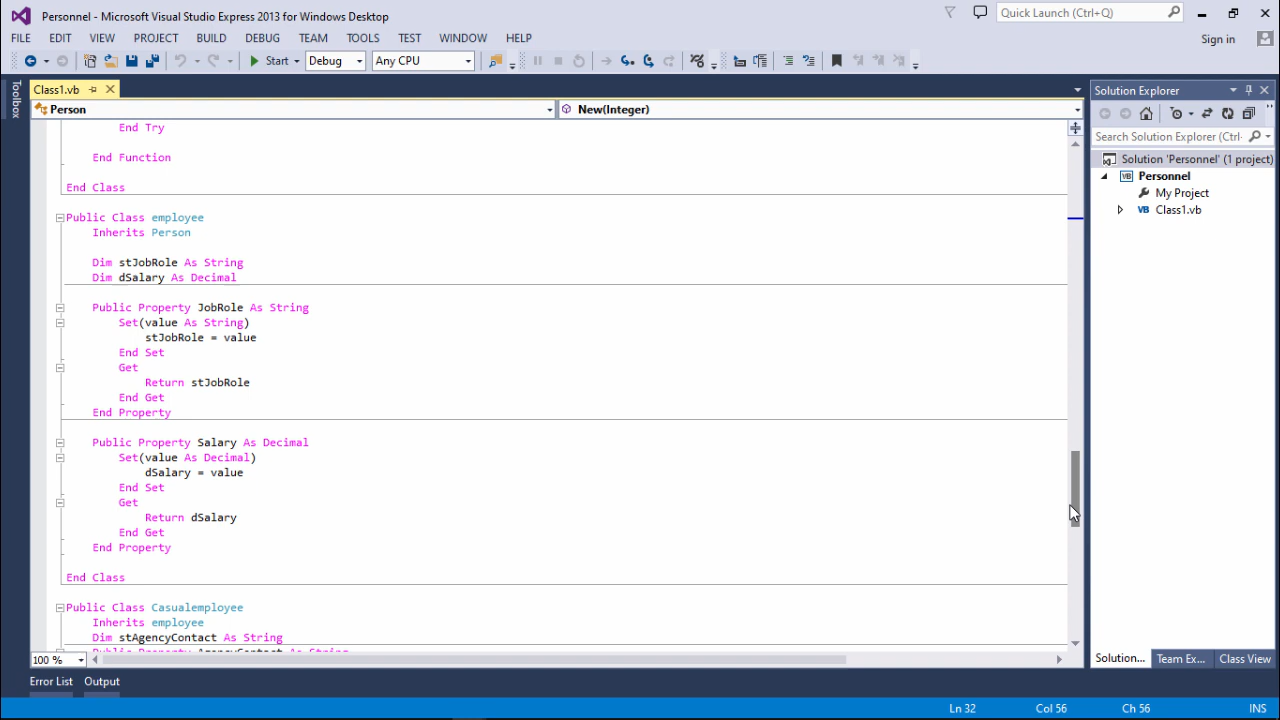 Personnel - Microsoft Visual Studio Express 2013 for Windows Desktop
Quick Launch (Ctrl+Q)
FILE EDIT VIEW PROJECT BUILD DEBUG TEAM TOOLS TEST WINDOW HELP
Sign in
Start Debug Any CPU
Toolbox
Class1.vb
Person
New(Integer)
End Try
End Function
End Class
Public Class employee
Inherits Person
Dim stJobRole As String
Dim dSalary As Decimal
Public Property JobRole As String
Set(value As String)
stJobRole = value
End Set
Get
Return stJobRole
End Get
End Property
Public Property Salary As Decimal
Set(value As Decimal)
dSalary = value
End Set
Get
Return dSalary
End Get
End Property
End Class
Public Class Casualemployee
Inherits employee
Dim stAgencyContact As String
Public Property AgencyContact As String
100 %
Solution Explorer
Search Solution Explorer (Ctrl-
Solution 'Personnel' (1 project)
VB Personnel
My Project
VB Class1.vb
Solution... Team Ex... Class View
Error List Output
Ln 32 Col 56 Ch 56 INS